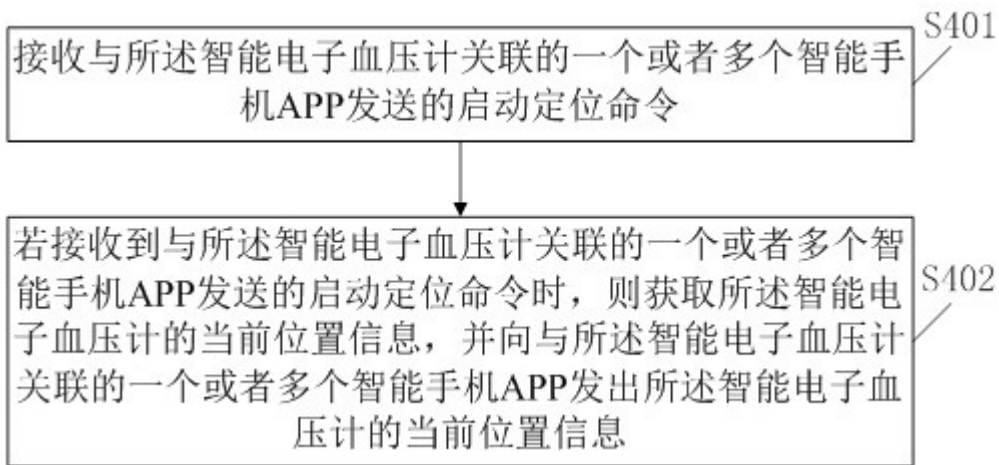 接收与所述智能电子血压计关联的一个或者多个智能手
机APP发送的启动定位命令
S401
若接收到与所述智能电子血压计关联的一个或者多个智
能手机APP发送的启动定位命令时，则获取所述智能电
子血压计的当前位置信息，并向与所述智能电子血压计
关联的一个或者多个智能手机APP发出所述智能电子血
压计的当前位置信息
S402